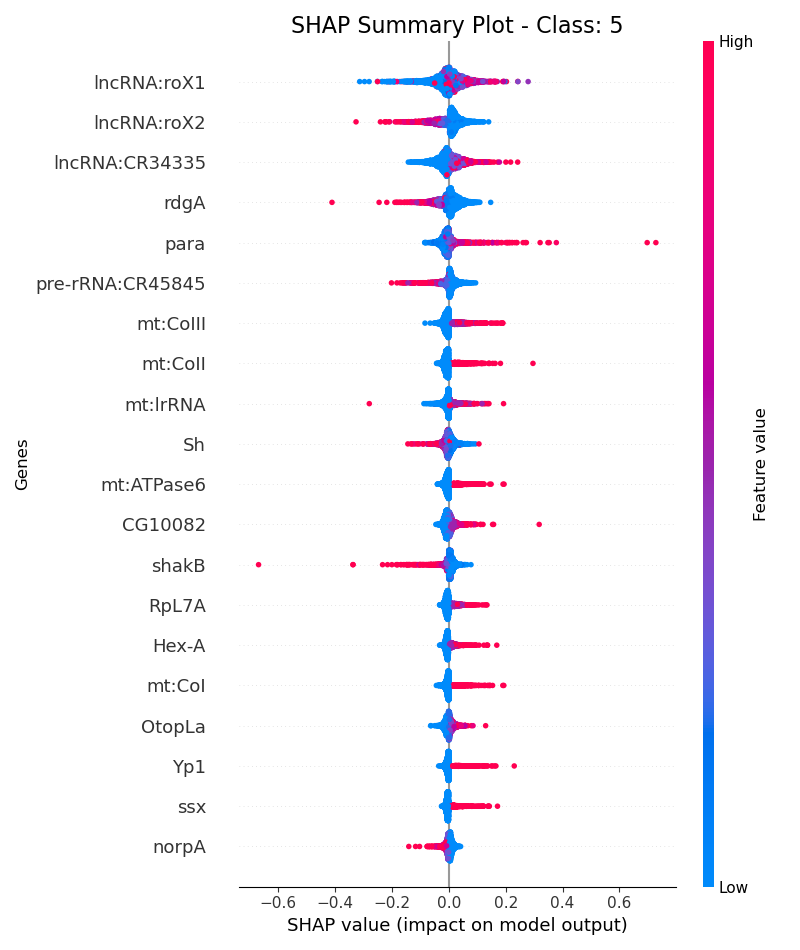 SHAP Summary Plot - Class: 5
High
lncRNA:roX1
lncRNA:roX2
lncRNA:CR34335
rdgA
para
pre-rRNA:CR45845
mt:CoIII
mt:CoII
mt:lrRNA
Sh
mt:ATPase6
CG10082
shakB
RpL7A
Hex-A
mt:CoI
OtopLa
Yp1
ssx
norpA
Genes
Feature value
Low
−0.6 −0.4 −0.2 0.0 0.2 0.4 0.6
SHAP value (impact on model output)